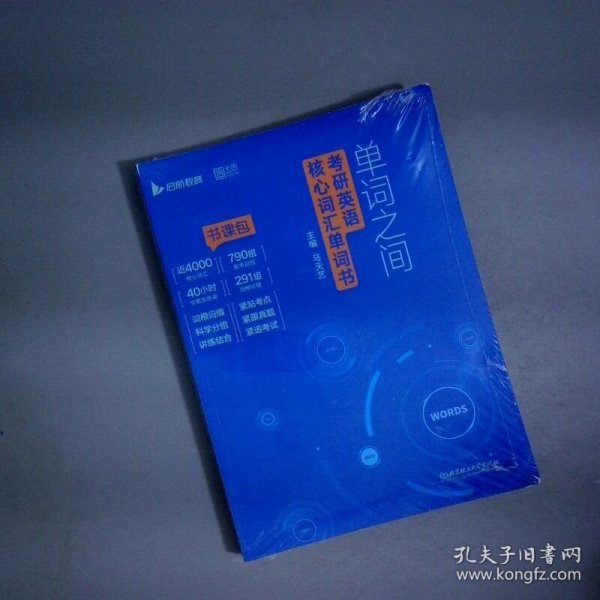 启航教育
单词之间
考研英语
核心词汇单词书
主编 马天艺
书课包
近4000
核心词汇
790组
40小时
291组
词根词缀
科学分组
讲练结合
紧贴考点
紧跟真题
紧追考试
WORDS
北京理工大学出版社
孔夫子旧书网
www.kongfz.com